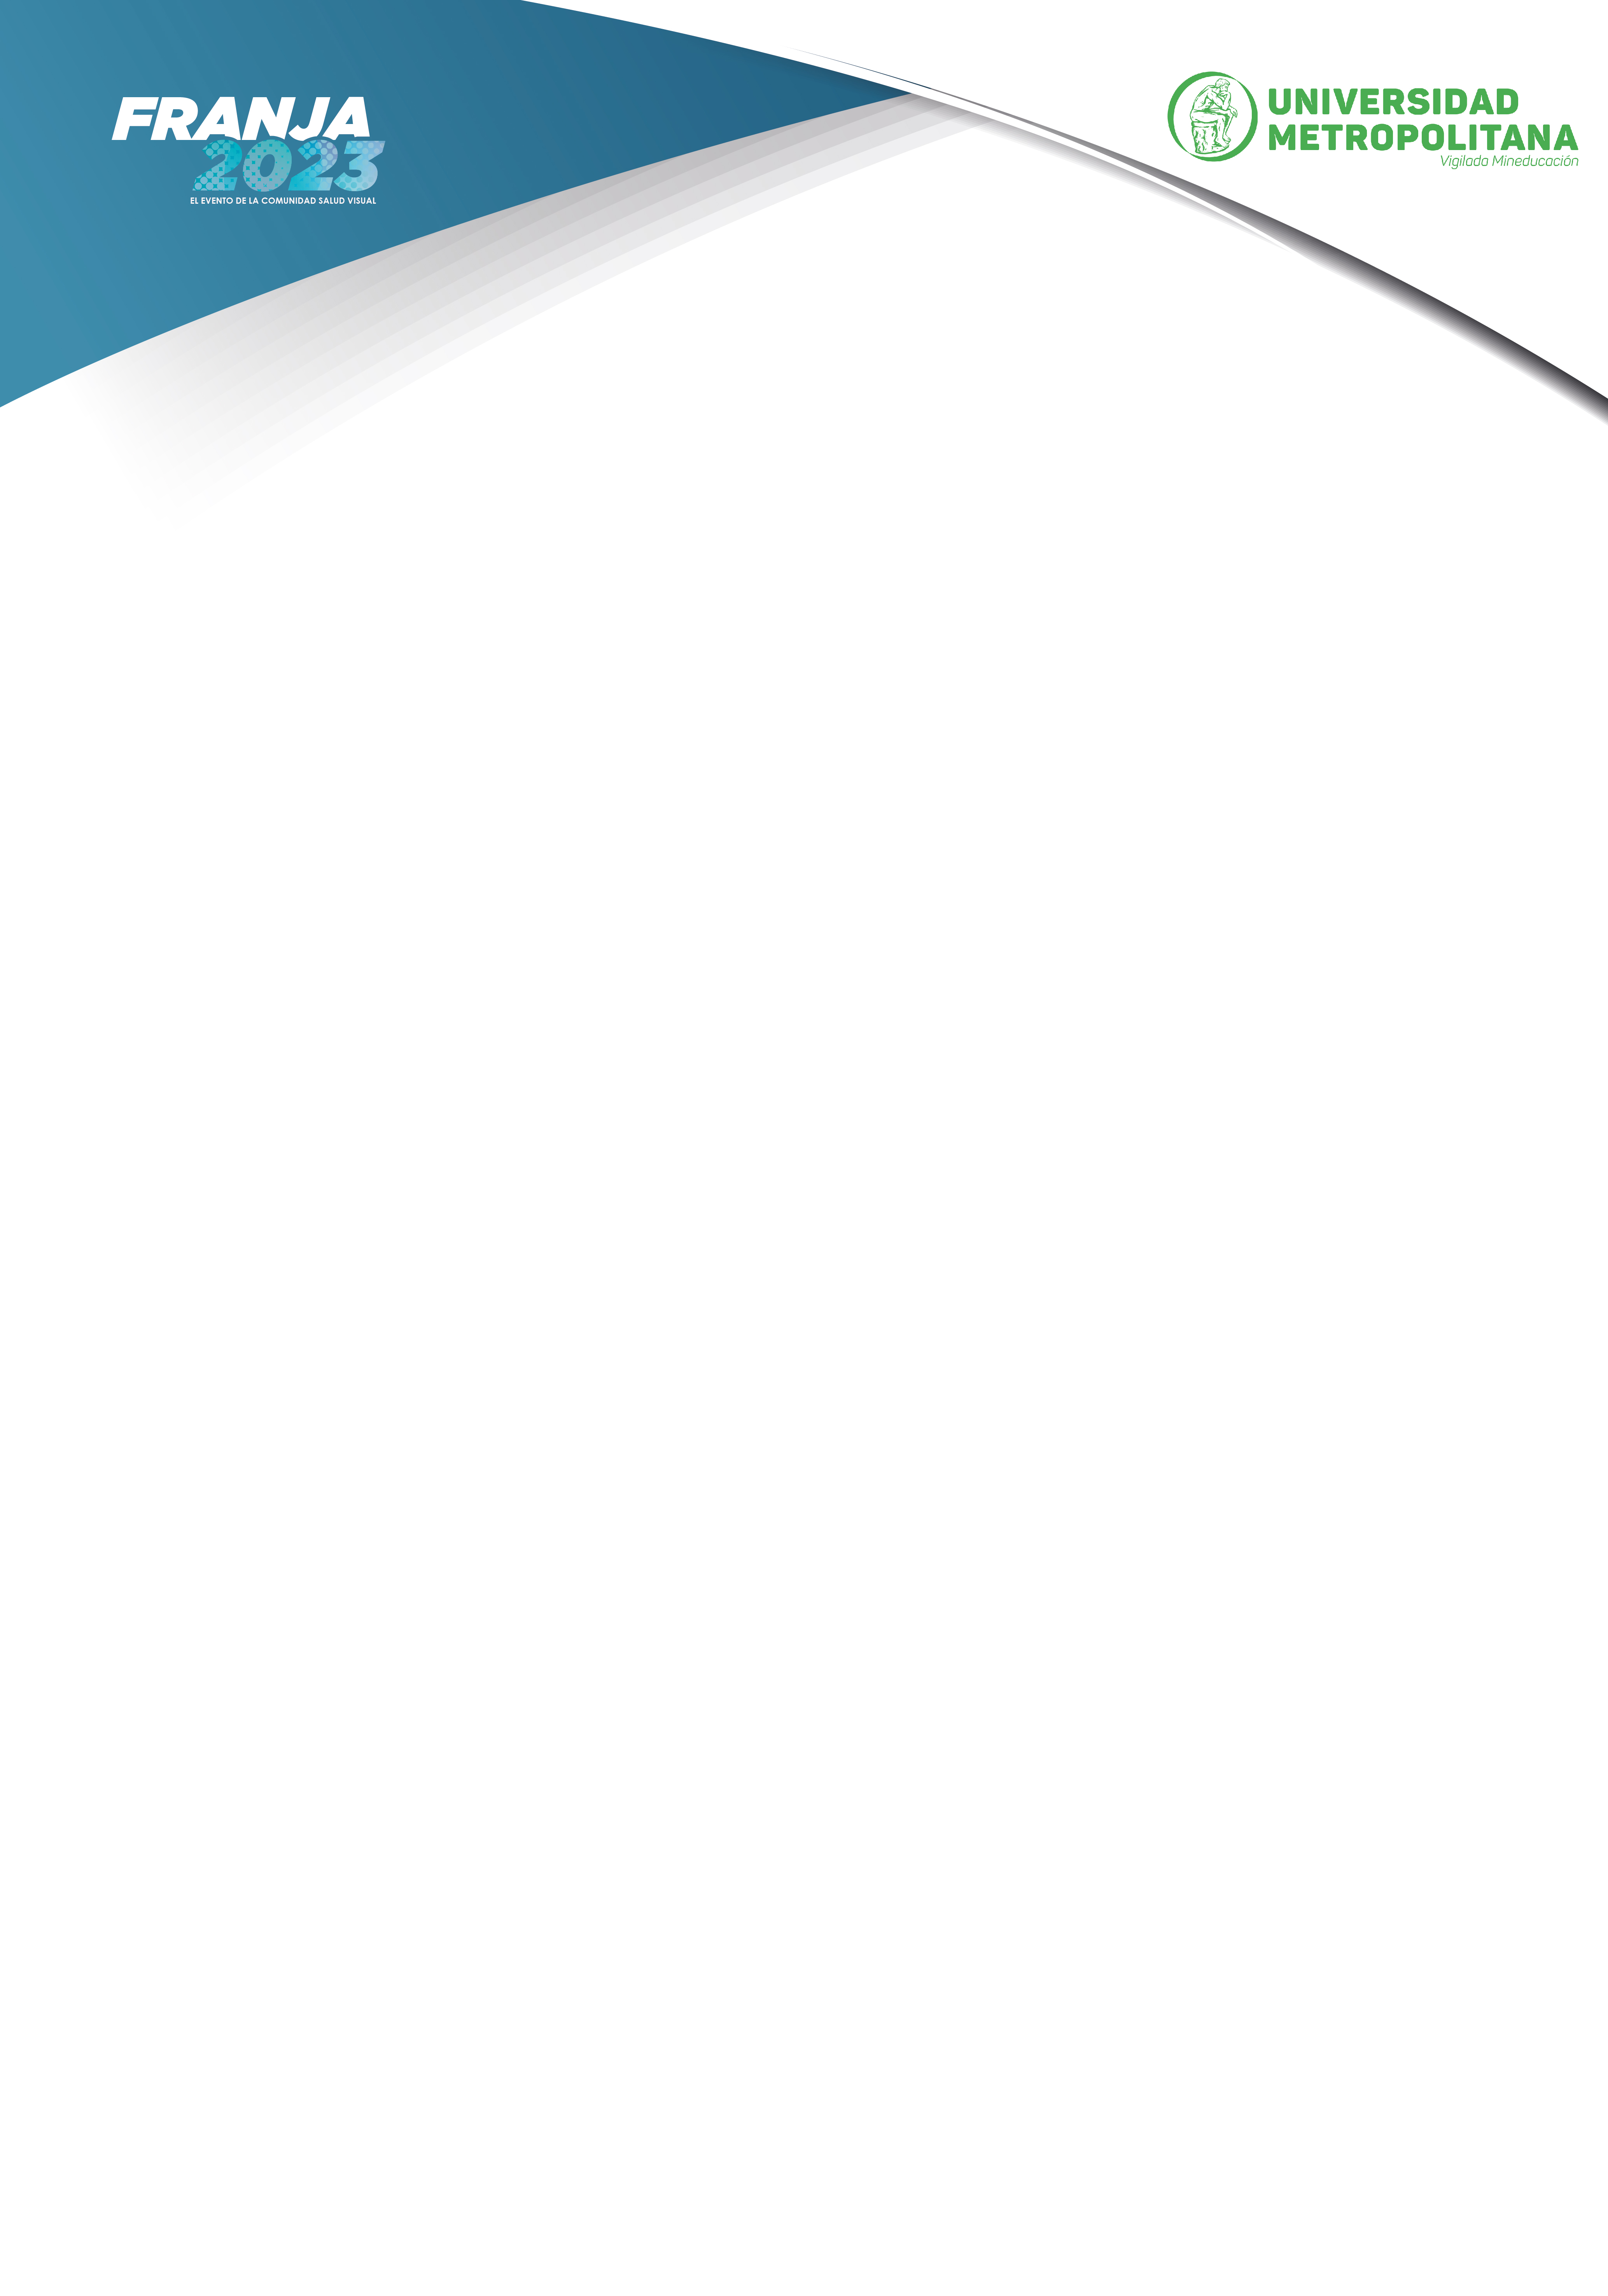 FRANJA
2023
EL EVENTO DE LA COMUNIDAD SALUD VISUAL
UNIVERSIDAD
METROPOLITANA
Vigilada Mineducación